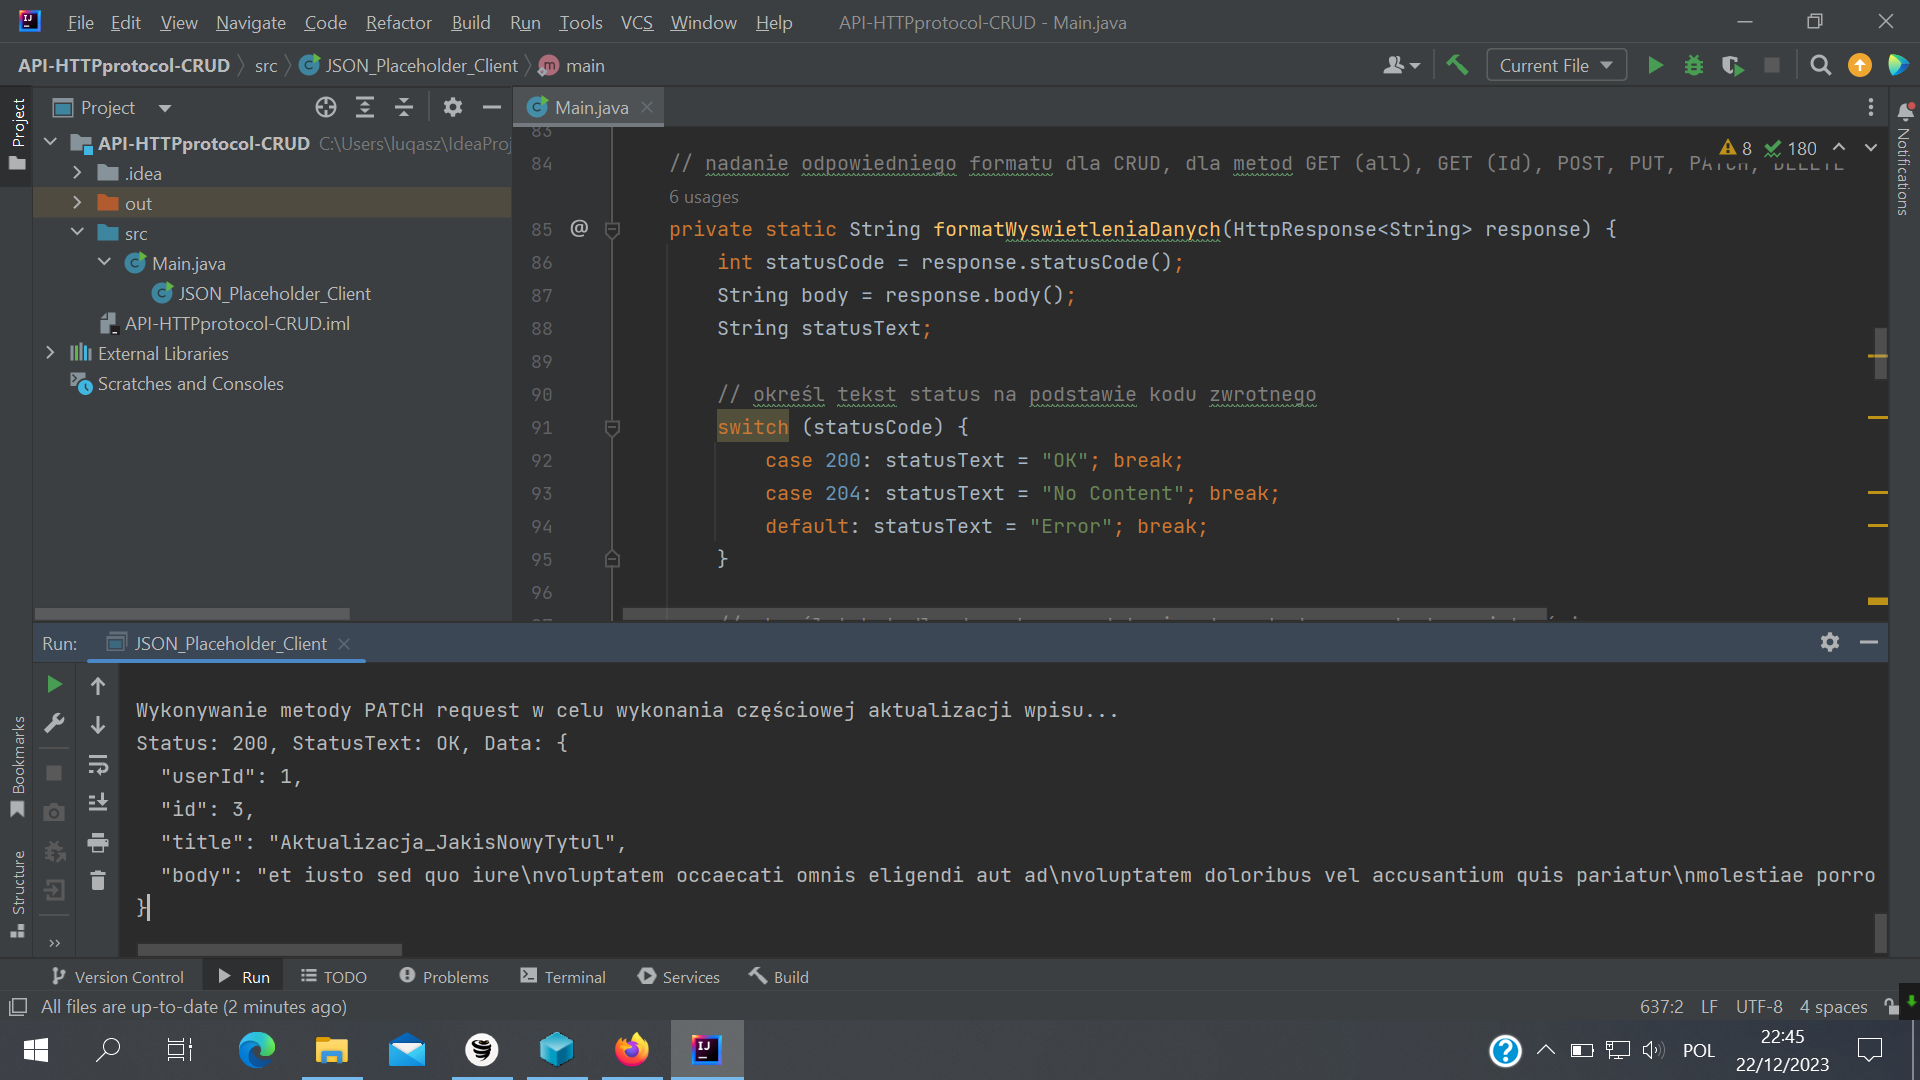 File Edit View Navigate Code Refactor Build Run Tools VCS Window Help API-HTTPprotocol-CRUD - Main.java
API-HTTPprotocol-CRUD src JSON_Placeholder_Client main Current File
Project
Project
Main.java
Notifications
API-HTTPprotocol-CRUD C:\Users\luqasz\IdeaProj
.idea
out
src
Main.java
JSON_Placeholder_Client
API-HTTPprotocol-CRUD.iml
External Libraries
Scratches and Consoles
83
84 // nadanie odpowiedniego formatu dla CRUD, dla metod GET (all), GET (Id), POST, PUT, PATCH, DELETE
8 180
6 usages
85 @ private static String formatWyswietleniaDanych(HttpResponse<String> response) {
86 int statusCode = response.statusCode();
87 String body = response.body();
88 String statusText;
89
90 // określ tekst status na podstawie kodu zwrotnego
91 switch (statusCode) {
92 case 200: statusText = "OK"; break;
93 case 204: statusText = "No Content"; break;
94 default: statusText = "Error"; break;
95 }
96
Run: JSON_Placeholder_Client
Wykonywanie metody PATCH request w celu wykonania częściowej aktualizacji wpisu...
Status: 200, StatusText: OK, Data: {
"userId": 1,
"id": 3,
"title": "Aktualizacja_JakisNowyTytul",
"body": "et iusto sed quo iure\nvoluptatem occaecati omnis eligendi aut ad\nvoluptatem doloribus vel accusantium quis pariatur\nmolestiae porro
}
Bookmarks
Structure
Version Control Run TODO Problems Terminal Services Build
All files are up-to-date (2 minutes ago) 637:2 LF UTF-8 4 spaces
IJ
POL
22:45
22/12/2023